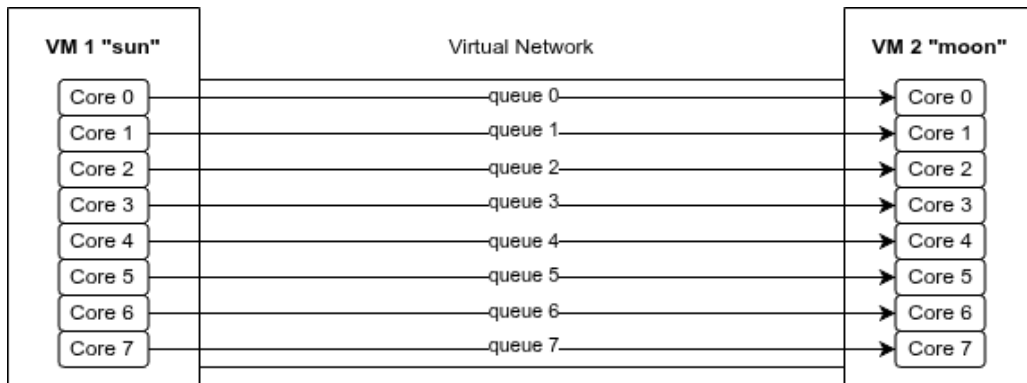 VM 1 "sun" Virtual Network VM 2 "moon"
Core 0 queue 0 Core 0
Core 1 queue 1 Core 1
Core 2 queue 2 Core 2
Core 3 queue 3 Core 3
Core 4 queue 4 Core 4
Core 5 queue 5 Core 5
Core 6 queue 6 Core 6
Core 7 queue 7 Core 7